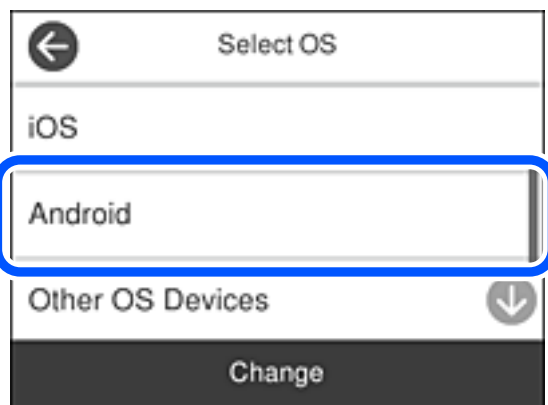 Select OS
iOS
Android
Other OS Devices
Change